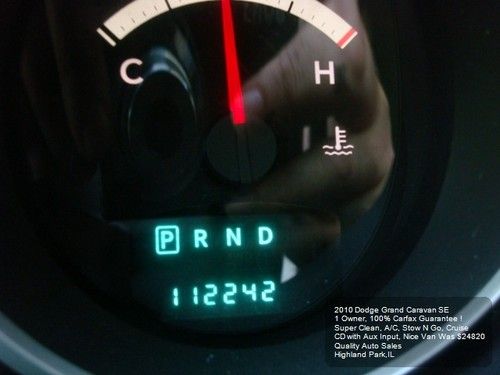 C H
P R N D
112242
2010 Dodge Grand Caravan SE
1 Owner, 100% Carfax Guarantee !
Super Clean, A/C, Stow N Go, Cruise
CD with Aux Input, Nice Van Was $24820
Quality Auto Sales
Highland Park,IL